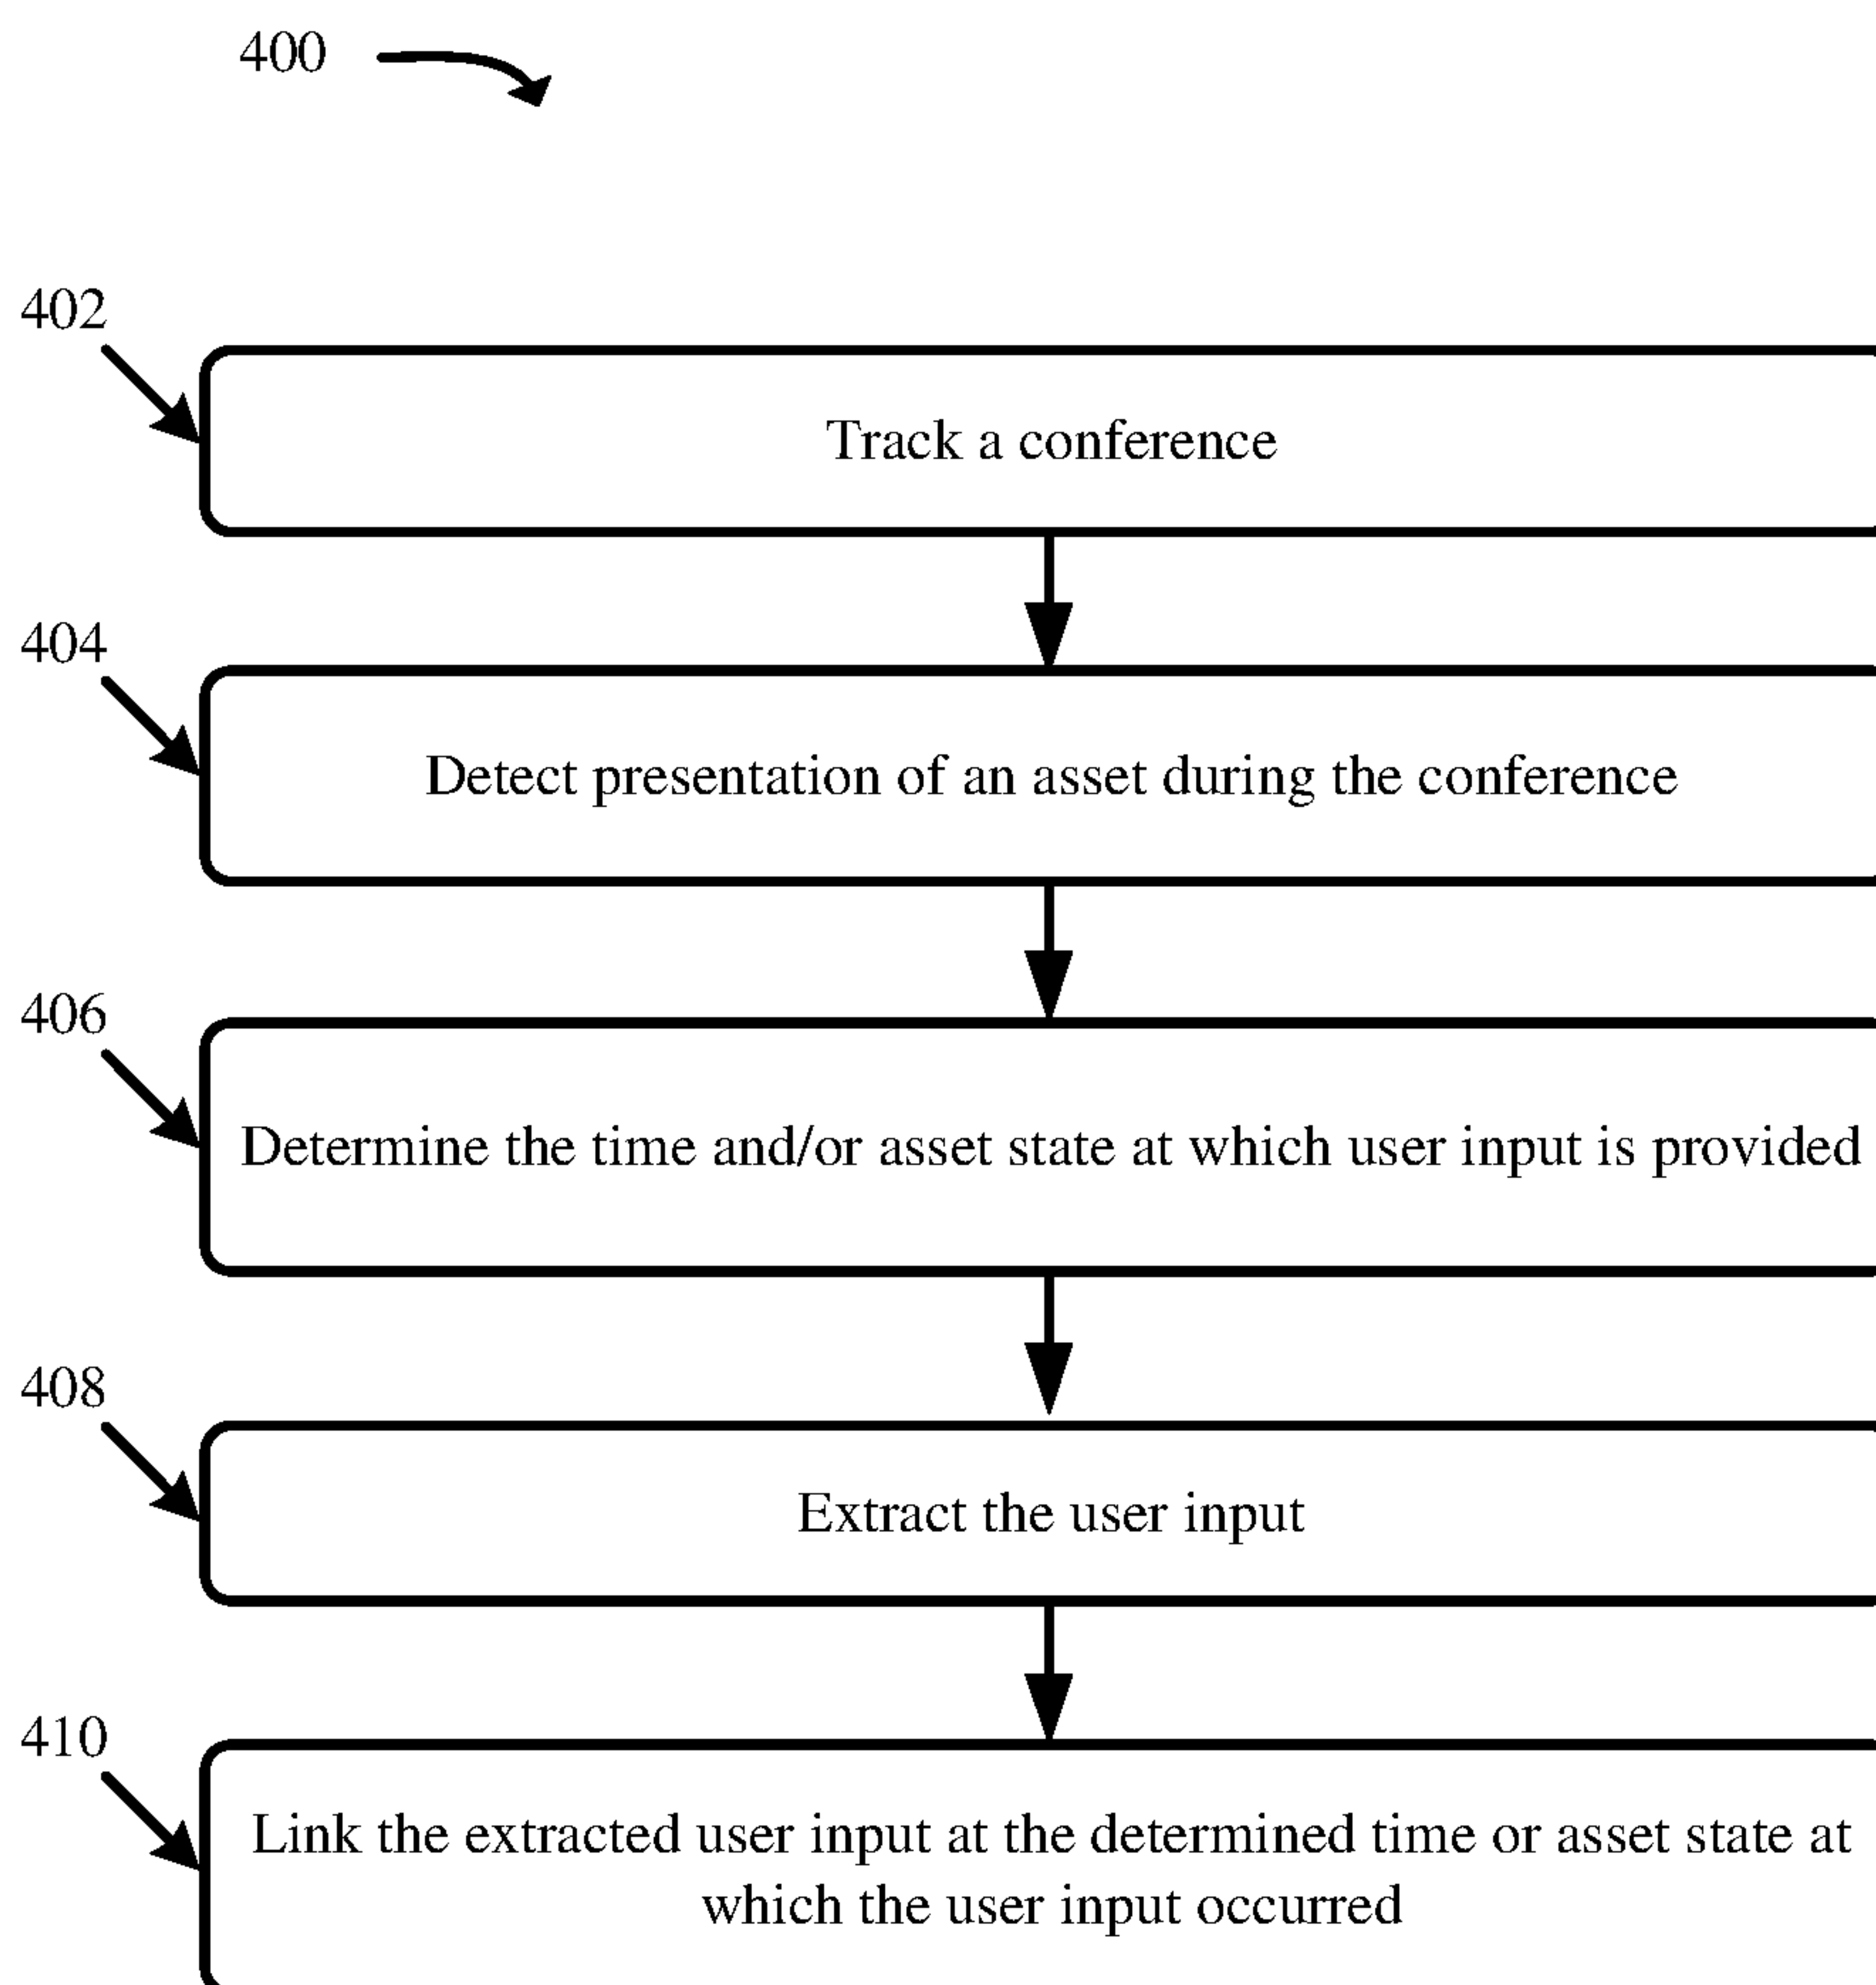 400
402
Track a conference
404
Detect presentation of an asset during the conference
406
Determine the time and/or asset state at which user input is provided
408
Extract the user input
410
Link the extracted user input at the determined time or asset state at
which the user input occurred